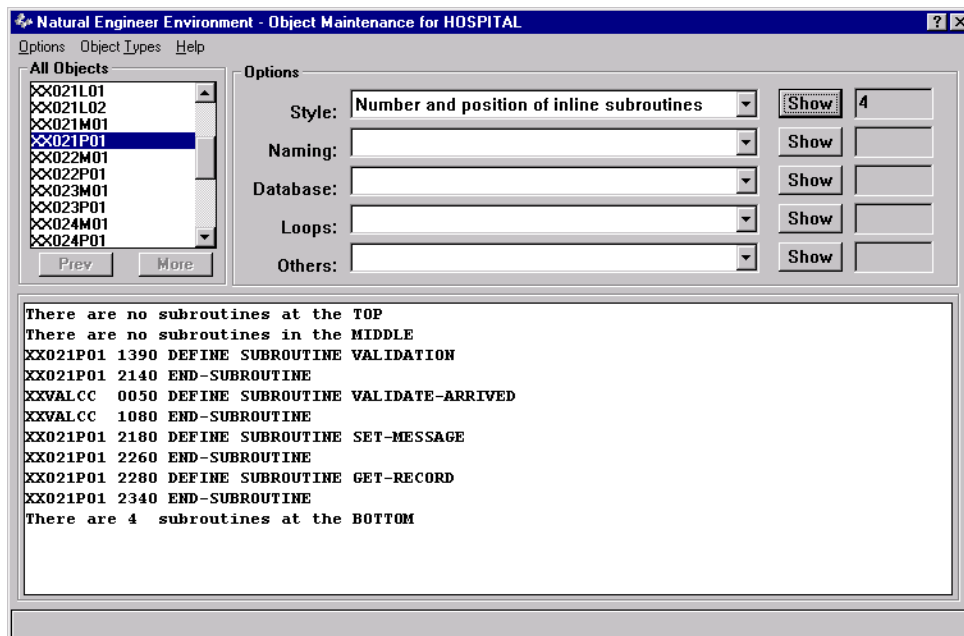 Natural Engineer Environment - Object Maintenance for HOSPITAL
Options Object Types Help
All Objects
XX021L01
XX021L02
XX021M01
XX021P01
XX022M01
XX022P01
XX023M01
XX023P01
XX024M01
XX024P01
Prev More
Options
Style: Number and position of inline subroutines Show 4
Naming: Show
Database: Show
Loops: Show
Others: Show
There are no subroutines at the TOP
There are no subroutines in the MIDDLE
XX021P01 1390 DEFINE SUBROUTINE VALIDATION
XX021P01 2140 END-SUBROUTINE
XXVALCC  0050 DEFINE SUBROUTINE VALIDATE-ARRIVED
XXVALCC  1080 END-SUBROUTINE
XX021P01 2180 DEFINE SUBROUTINE SET-MESSAGE
XX021P01 2260 END-SUBROUTINE
XX021P01 2280 DEFINE SUBROUTINE GET-RECORD
XX021P01 2340 END-SUBROUTINE
There are 4  subroutines at the BOTTOM